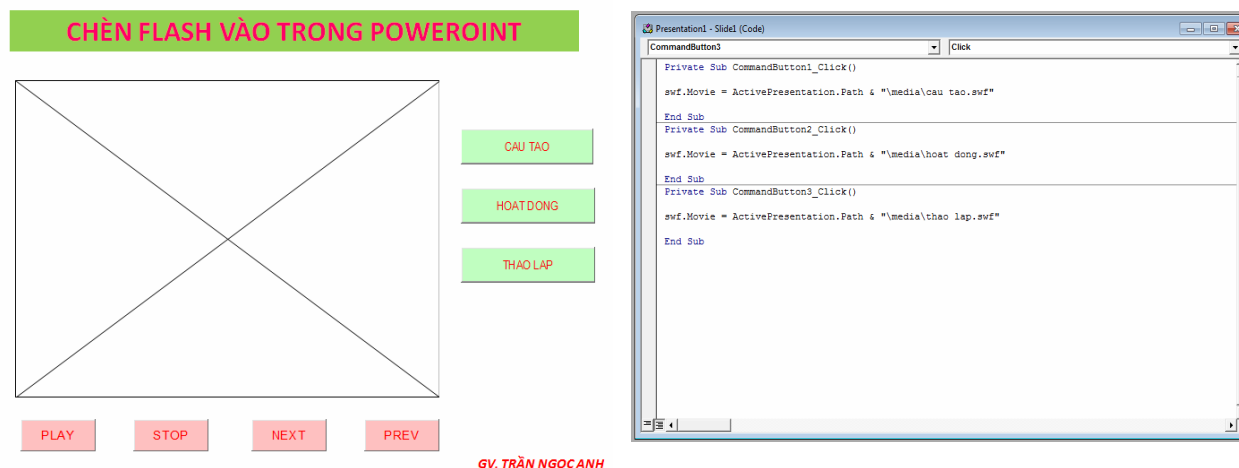 CHÈN FLASH VÀO TRONG POWEROINT
CAU TAO
HOAT DONG
THAO LAP
PLAY
STOP
NEXT
PREV
GV. TRẦN NGỌC ANH
Presentation1 - Slide1 (Code)
CommandButton3
Click
Private Sub CommandButton1_Click()
swf.Movie = ActivePresentation.Path & "\media\cau tao.swf"
End Sub
Private Sub CommandButton2_Click()
swf.Movie = ActivePresentation.Path & "\media\hoat dong.swf"
End Sub
Private Sub CommandButton3_Click()
swf.Movie = ActivePresentation.Path & "\media\thao lap.swf"
End Sub